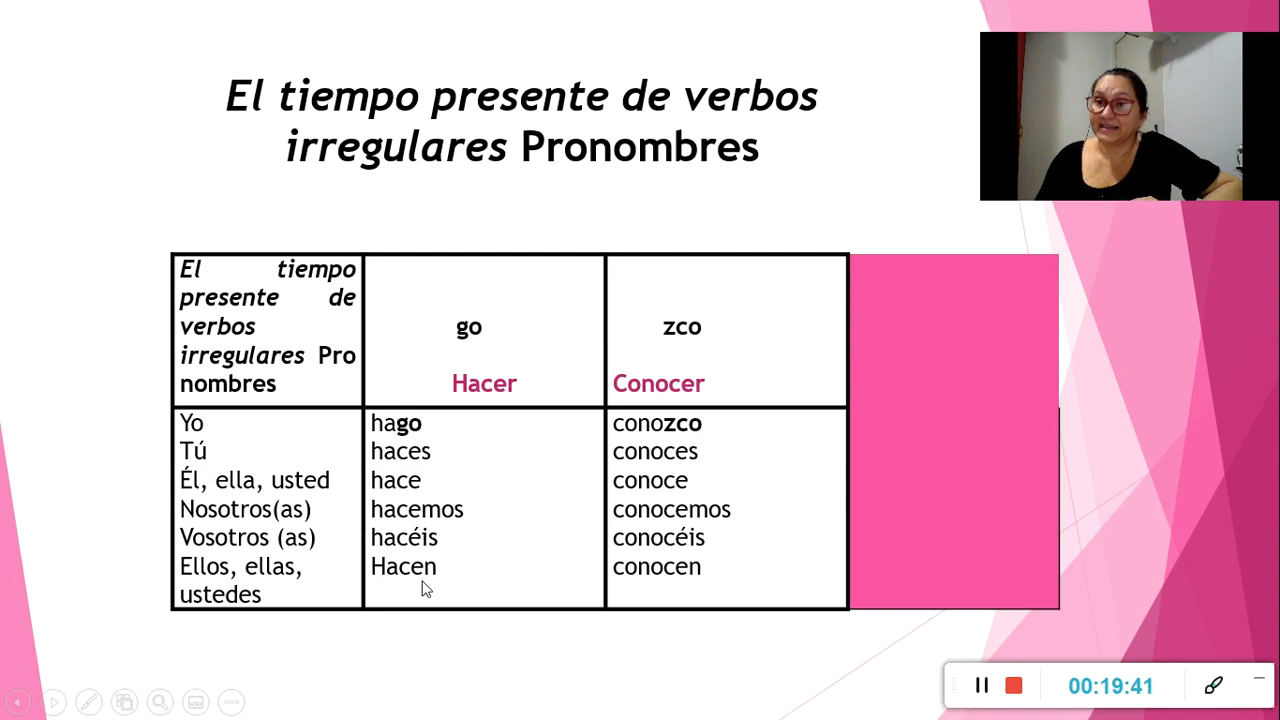 El tiempo presente de verbos
irregulares Pronombres
El tiempo
presente de
verbos
irregulares Pro
nombres
go
Hacer
zco
Conocer
Yo
Tú
Él, ella, usted
Nosotros(as)
Vosotros (as)
Ellos, ellas,
ustedes
hago
haces
hace
hacemos
hacéis
Hacen
conozco
conoces
conoce
conocemos
conocéis
conocen
00:19:41